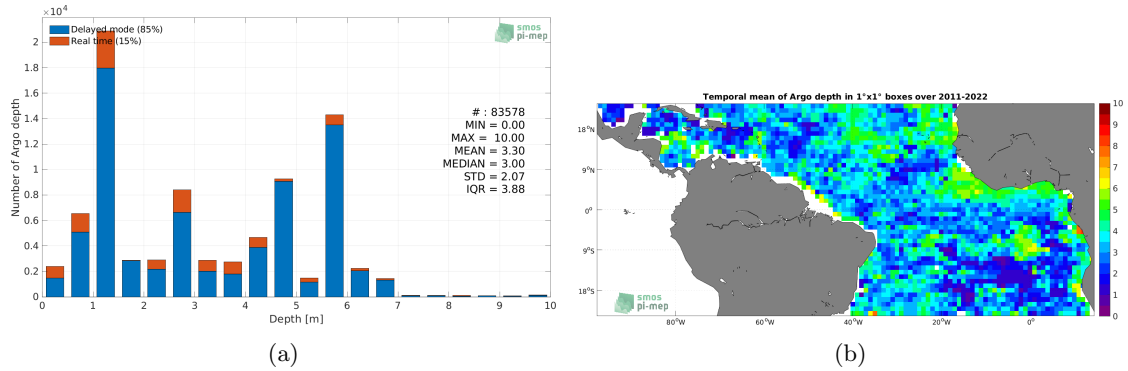 ×10⁴
Delayed mode (85%)
Real time (15%)
smos
pi-mep
2
1.8
1.6
1.4
1.2
1
0.8
0.6
0.4
0.2
0
Number of Argo depth
# : 83578
MIN = 0.00
MAX = 10.00
MEAN = 3.30
MEDIAN = 3.00
STD = 2.07
IQR = 3.88
0 1 2 3 4 5 6 7 8 9 10
Depth [m]
(a)
Temporal mean of Argo depth in 1°x1° boxes over 2011-2022
18°N
9°N
0°
9°S
18°S
80°W 60°W 40°W 20°W 0°
smos
pi-mep
10
9
8
7
6
5
4
3
2
1
0
(b)